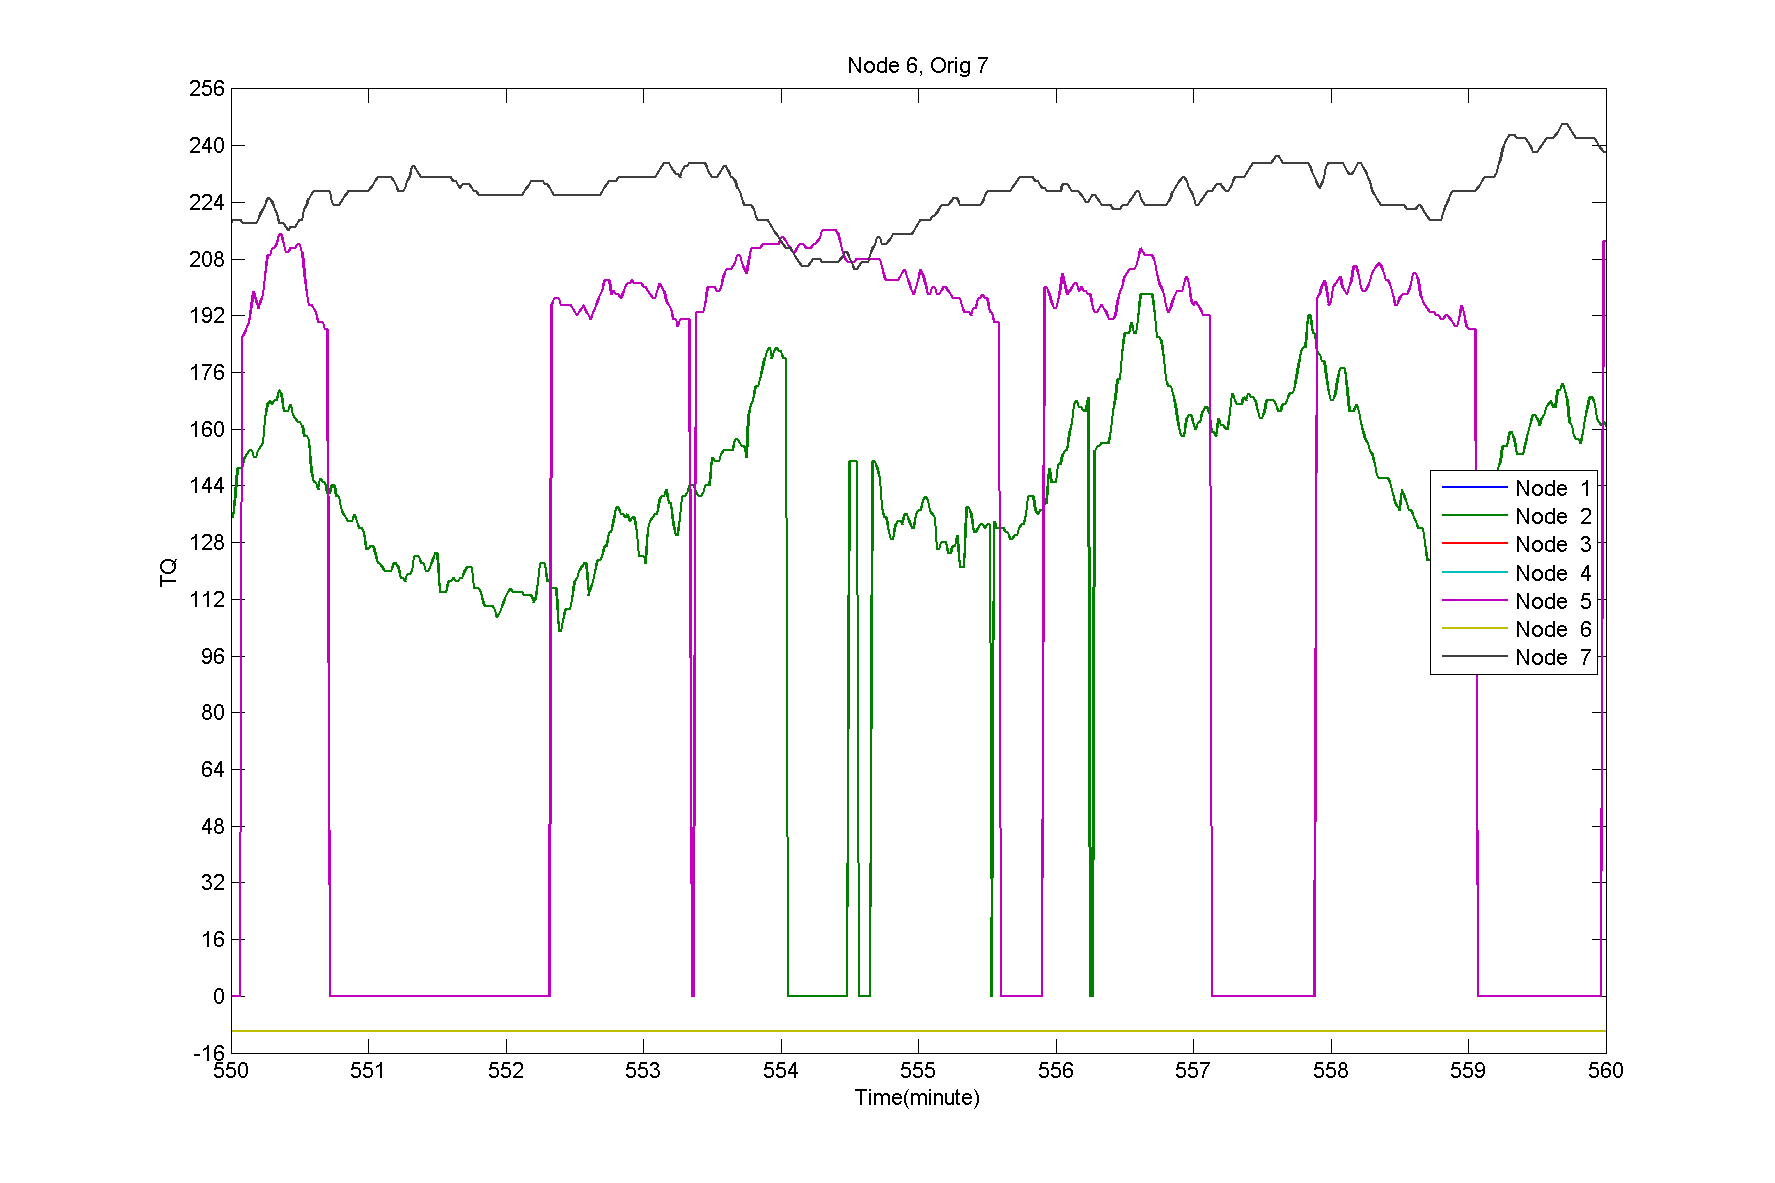 Node 6, Orig 7
256
240
224
208
192
176
160
144
128
112
96
80
64
48
32
16
0
-16
TQ
Node 1
Node 2
Node 3
Node 4
Node 5
Node 6
Node 7
550 551 552 553 554 555 556 557 558 559 560
Time(minute)